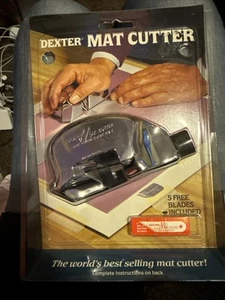 "DEXTER" MAT CUTTER
5 FREE
BLADES
INCLUDED
The world's best selling mat cutter!
Complete instructions on back